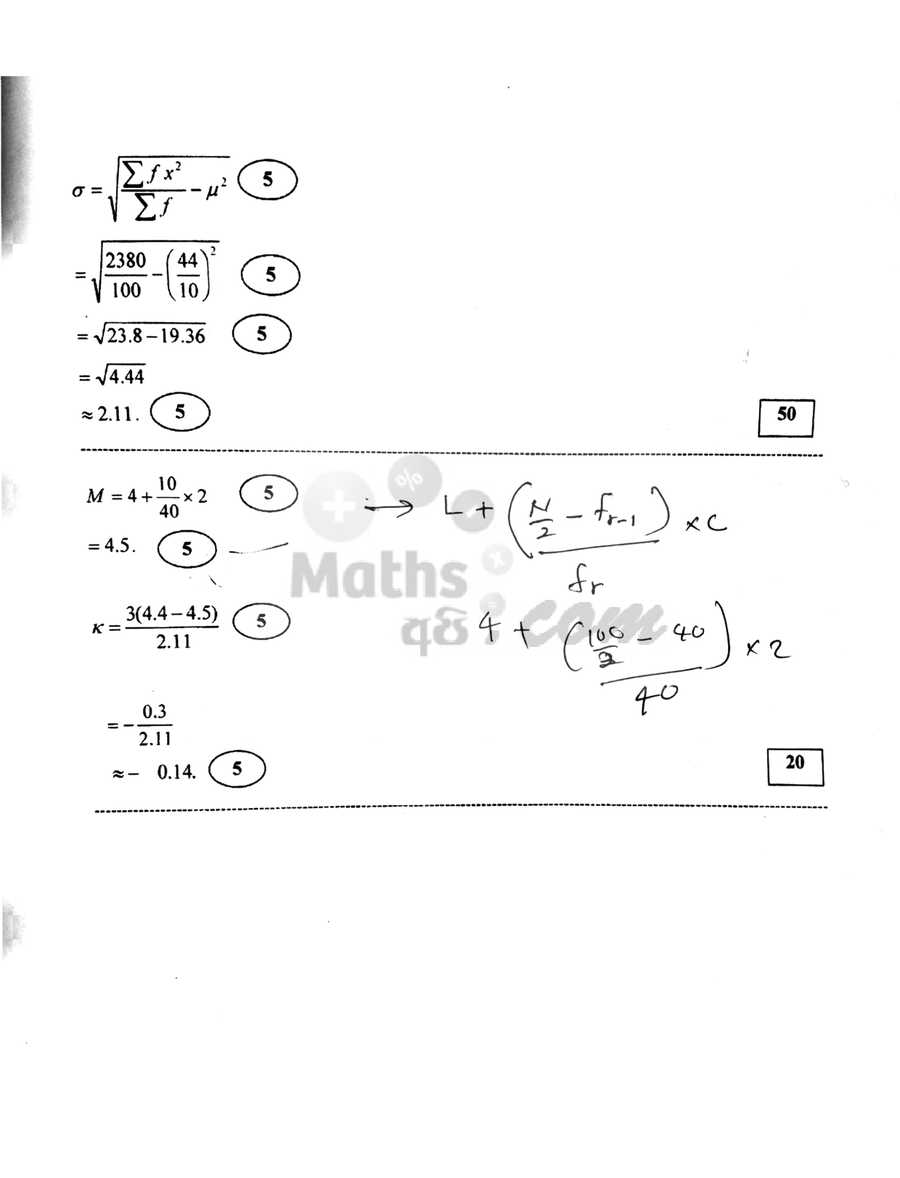 σ = √(∑fx²/∑f − μ²) 5
= √(2380/100 − (44/10)²) 5
= √(23.8 − 19.36) 5
= √4.44
≈ 2.11. 5 50
M = 4 + 10/40 × 2 5 → L + (N/2 − f_{r-1})/f_r × C
= 4.5. 5
Maths
අපි.com
κ = 3(4.4 − 4.5)/2.11 5 4 + (100/2 − 40)/40 × 2
= − 0.3/2.11
≈ − 0.14. 5 20